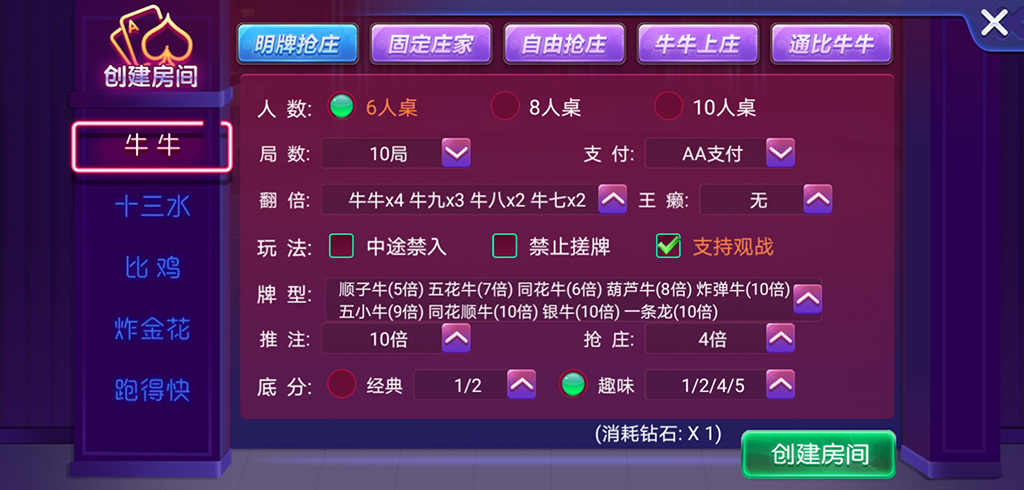 创建房间
明牌抢庄 固定庄家 自由抢庄 牛牛上庄 通比牛牛
牛牛
十三水
比鸡
炸金花
跑得快
人数: 6人桌 8人桌 10人桌
局数: 10局 支付: AA支付
翻倍: 牛牛x4 牛九x3 牛八x2 牛七x2 王癞: 无
玩法: 中途禁入 禁止搓牌 支持观战
牌型: 顺子牛(5倍) 五花牛(7倍) 同花牛(6倍) 葫芦牛(8倍) 炸弹牛(10倍)
五小牛(9倍) 同花顺牛(10倍) 银牛(10倍) 一条龙(10倍)
推注: 10倍 抢庄: 4倍
底分: 经典 1/2 趣味 1/2/4/5
(消耗钻石: X 1)
创建房间